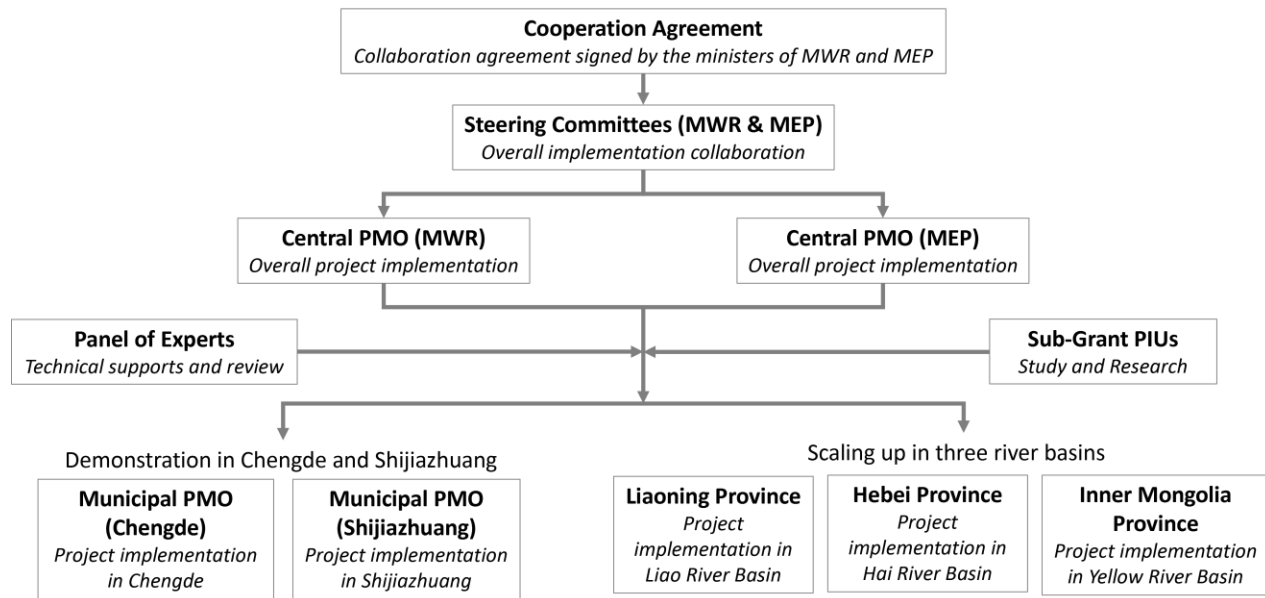 Cooperation Agreement
Collaboration agreement signed by the ministers of MWR and MEP
Steering Committees (MWR & MEP)
Overall implementation collaboration
Central PMO (MWR)
Overall project implementation
Central PMO (MEP)
Overall project implementation
Panel of Experts
Technical supports and review
Sub-Grant PIUs
Study and Research
Demonstration in Chengde and Shijiazhuang
Municipal PMO
(Chengde)
Project implementation
in Chengde
Municipal PMO
(Shijiazhuang)
Project implementation
in Shijiazhuang
Scaling up in three river basins
Liaoning Province
Project
implementation in
Liao River Basin
Hebei Province
Project
implementation in
Hai River Basin
Inner Mongolia
Province
Project implementation
in Yellow River Basin